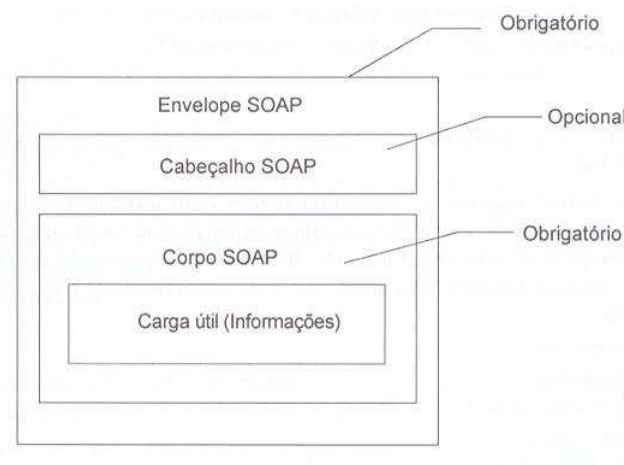 Obrigatório
Envelope SOAP
Opcional
Cabeçalho SOAP
Obrigatório
Corpo SOAP
Carga útil (Informações)